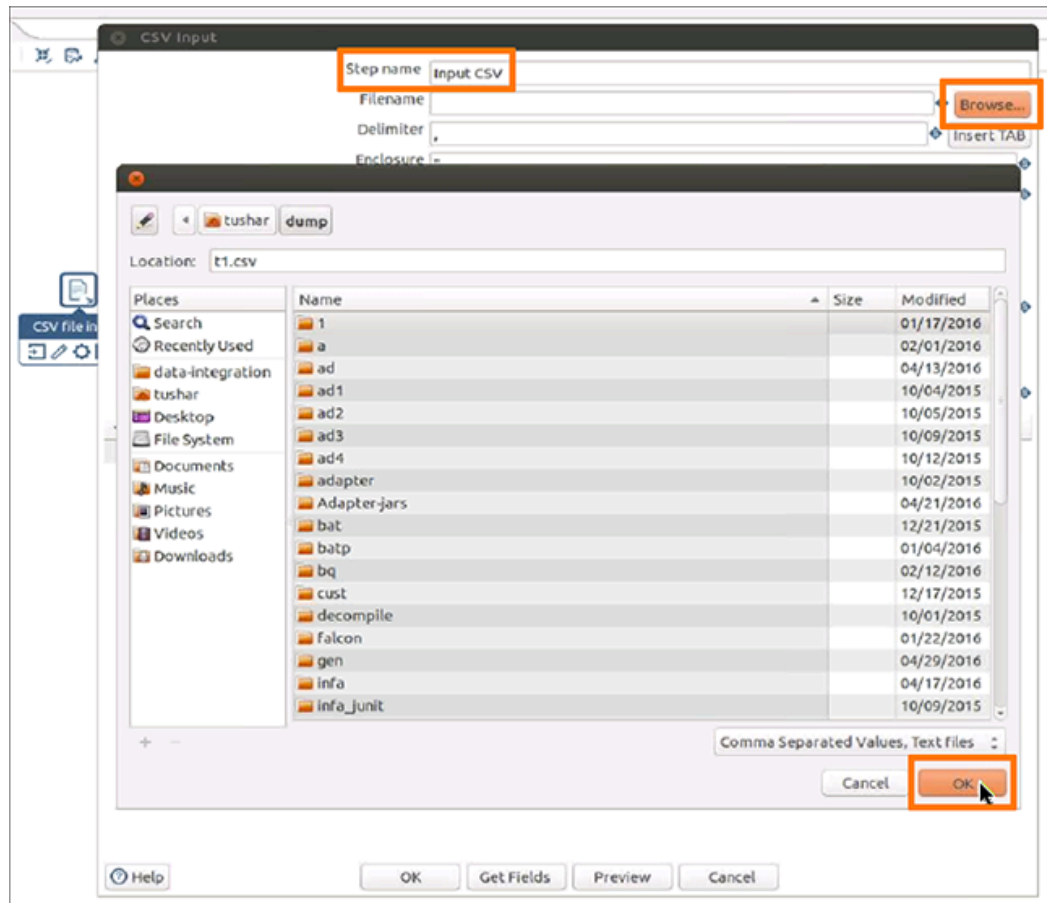 CSV Input
Step name Input CSV
Filename Browse...
Delimiter , Insert TAB
Enclosure "
tushar dump
Location: t1.csv
Places Name Size Modified
Search 1 01/17/2016
Recently Used a 02/01/2016
data-integration ad 04/13/2016
tushar ad1 10/04/2015
Desktop ad2 10/05/2015
File System ad3 10/09/2015
ad4 10/12/2015
Documents adapter 10/02/2015
Music Adapter-jars 04/21/2016
Pictures bat 12/21/2015
Videos batp 01/04/2016
Downloads bq 02/12/2016
cust 12/17/2015
decompile 10/01/2015
falcon 01/22/2016
gen 04/29/2016
infa 04/17/2016
infa_junit 10/09/2015
CSV file in
Comma Separated Values, Text files
Cancel OK
Help OK Get Fields Preview Cancel